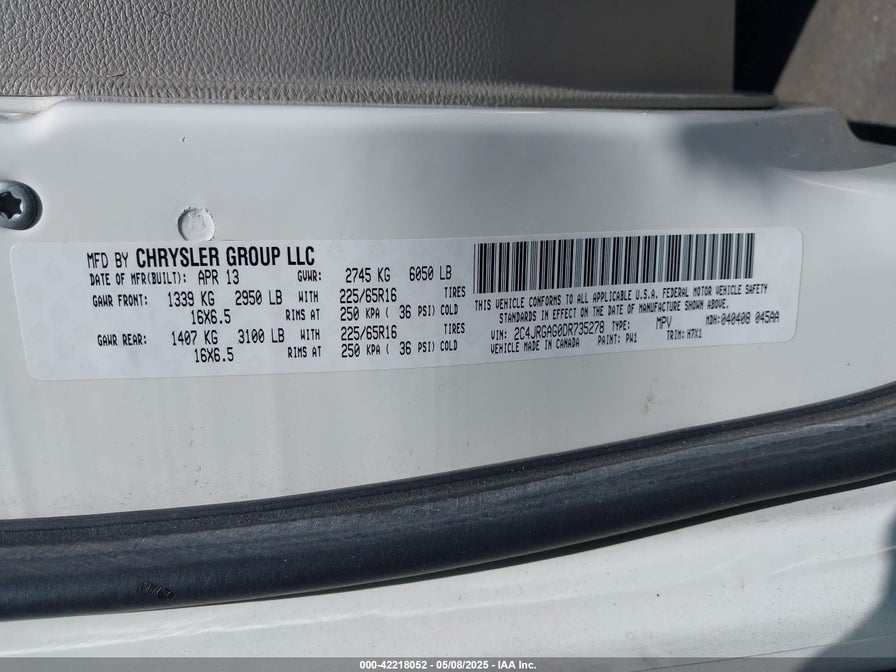 MFD BY CHRYSLER GROUP LLC
DATE OF MFR(BUILT): APR 13 GVWR: 2745 KG 6050 LB
GAWR FRONT: 1339 KG 2950 LB WITH 225/65R16 TIRES
16X6.5 RIMS AT 250 KPA ( 36 PSI) COLD
GAWR REAR: 1407 KG 3100 LB WITH 225/65R16 TIRES
16X6.5 RIMS AT 250 KPA ( 36 PSI) COLD
THIS VEHICLE CONFORMS TO ALL APPLICABLE U.S.A. FEDERAL MOTOR VEHICLE SAFETY
STANDARDS IN EFFECT ON THE DATE OF MANUFACTURE SHOWN ABOVE.
VIN: 2C4JRGAG0DR735278 TYPE: MPV MDH: 040408 045AA
VEHICLE MADE IN CANADA PAINT: PW1 TRIM: H7X1
000-42218052 - 05/08/2025 - IAA Inc.